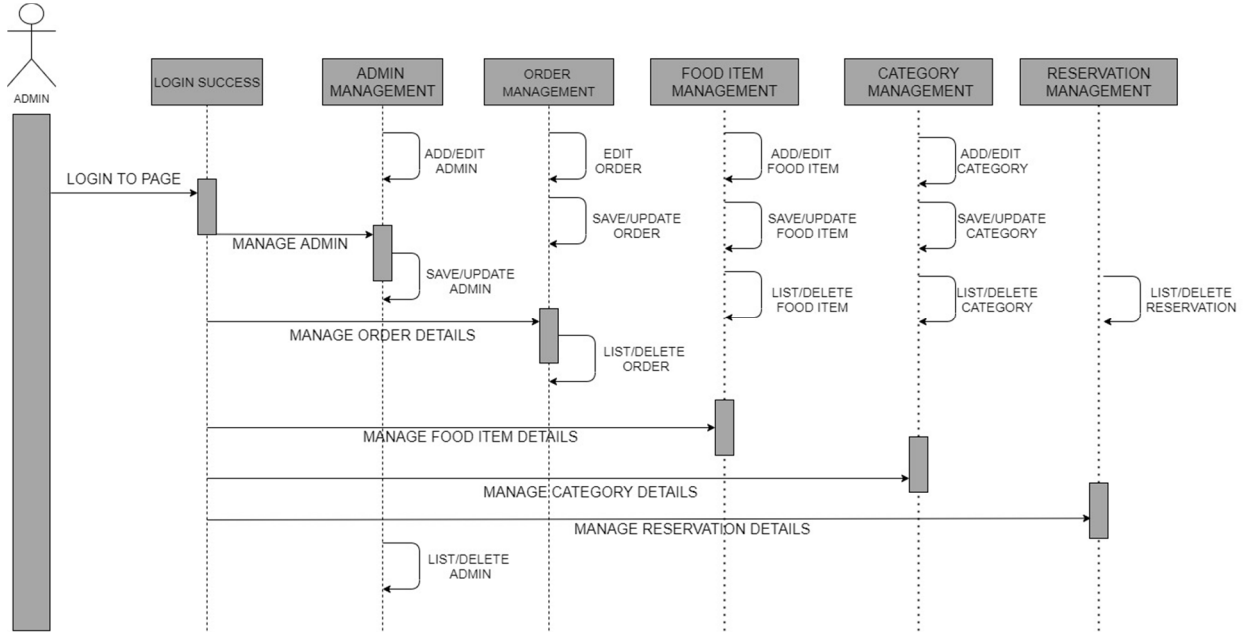 ADMIN
LOGIN SUCCESS
ADMIN
MANAGEMENT
ORDER
MANAGEMENT
FOOD ITEM
MANAGEMENT
CATEGORY
MANAGEMENT
RESERVATION
MANAGEMENT
ADD/EDIT
ADMIN
EDIT
ORDER
ADD/EDIT
FOOD ITEM
ADD/EDIT
CATEGORY
LOGIN TO PAGE
SAVE/UPDATE
ORDER
SAVE/UPDATE
FOOD ITEM
SAVE/UPDATE
CATEGORY
MANAGE ADMIN
SAVE/UPDATE
ADMIN
LIST/DELETE
FOOD ITEM
LIST/DELETE
CATEGORY
LIST/DELETE
RESERVATION
MANAGE ORDER DETAILS
LIST/DELETE
ORDER
MANAGE FOOD ITEM DETAILS
MANAGE CATEGORY DETAILS
MANAGE RESERVATION DETAILS
LIST/DELETE
ADMIN